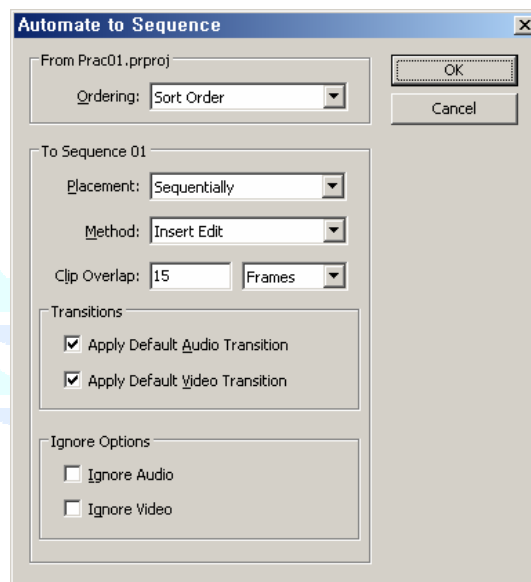 Automate to Sequence
From Prac01.prproj
Ordering: Sort Order
OK
Cancel
To Sequence 01
Placement: Sequentially
Method: Insert Edit
Clip Overlap: 15 Frames
Transitions
Apply Default Audio Transition
Apply Default Video Transition
Ignore Options
Ignore Audio
Ignore Video